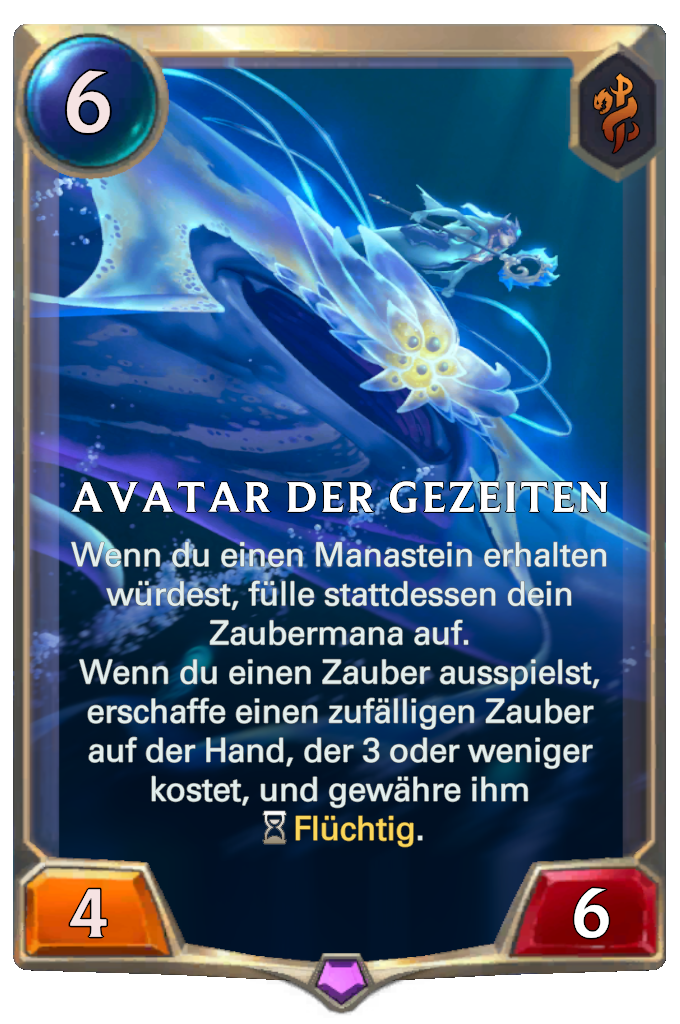 6
AVATAR DER GEZEITEN
Wenn du einen Manastein erhalten
würdest, fülle stattdessen dein
Zaubermana auf.
Wenn du einen Zauber ausspielst,
erschaffe einen zufälligen Zauber
auf der Hand, der 3 oder weniger
kostet, und gewähre ihm
Flüchtig.
4
6